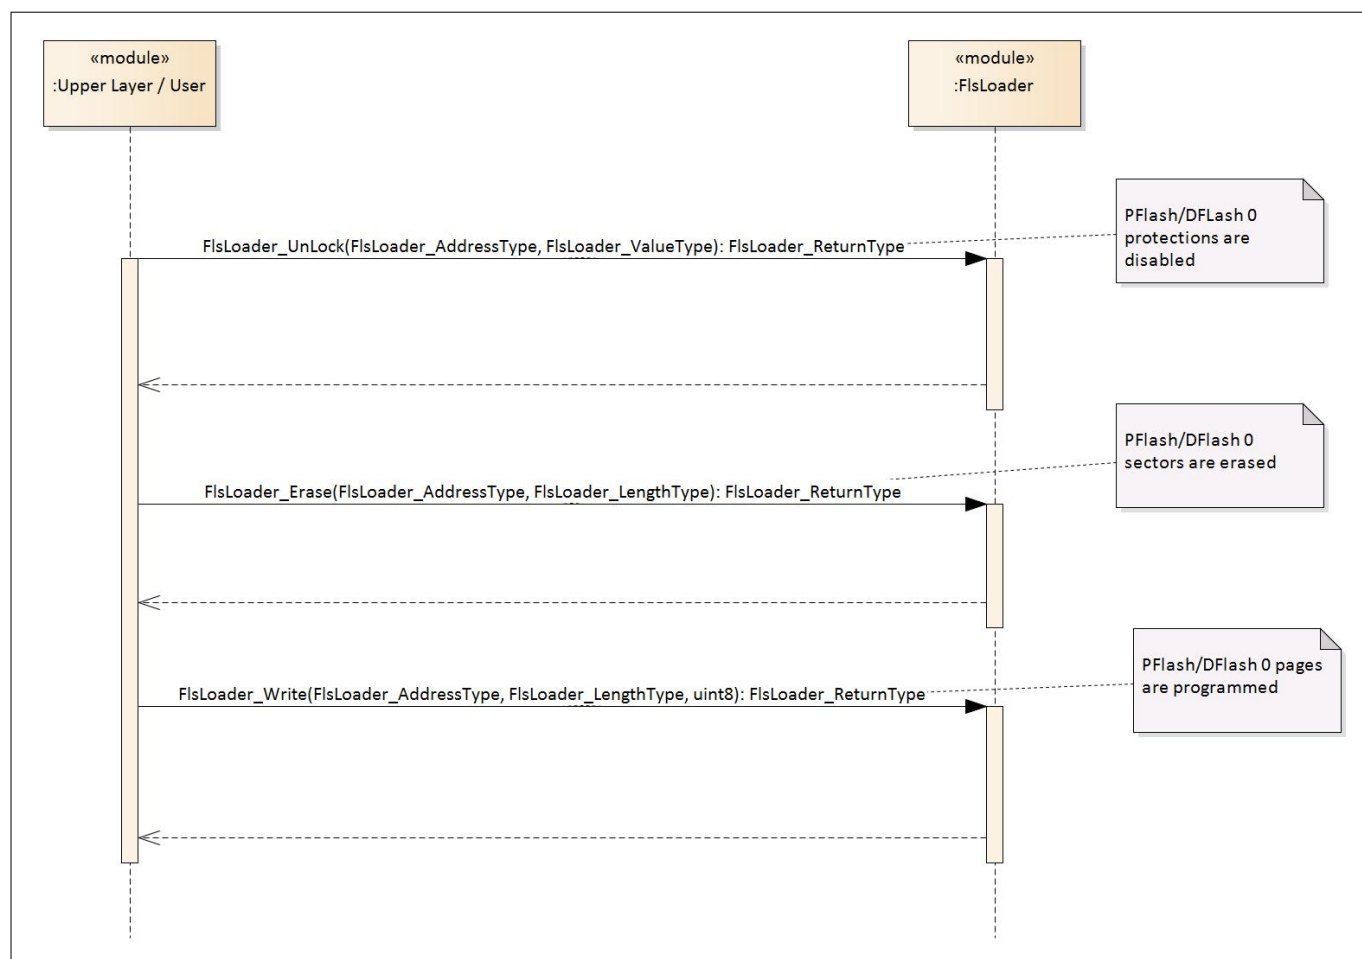 «module»
:Upper Layer / User
«module»
:FlsLoader
PFlash/DFLash 0
protections are
disabled
FlsLoader_UnLock(FlsLoader_AddressType, FlsLoader_ValueType): FlsLoader_ReturnType
PFlash/DFlash 0
sectors are erased
FlsLoader_Erase(FlsLoader_AddressType, FlsLoader_LengthType): FlsLoader_ReturnType
PFlash/DFlash 0 pages
are programmed
FlsLoader_Write(FlsLoader_AddressType, FlsLoader_LengthType, uint8): FlsLoader_ReturnType